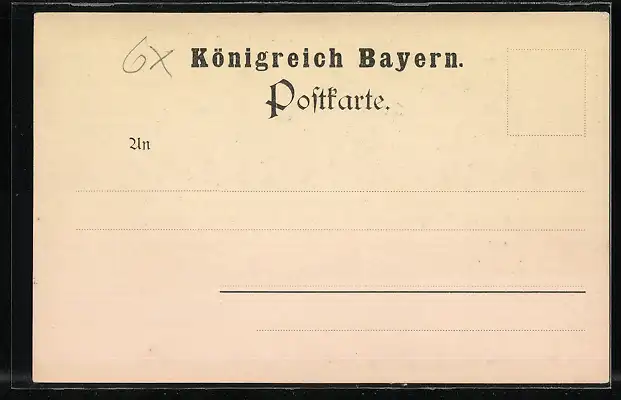 6x
Königreich Bayern.
Poſtkarte.
An